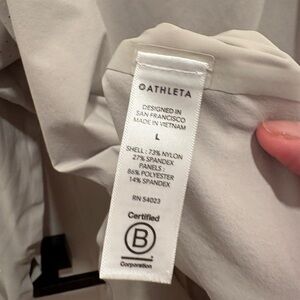 ATHLETA
DESIGNED IN
SAN FRANCISCO
MADE IN VIETNAM
L
SHELL : 73% NYLON
27% SPANDEX
PANELS :
86% POLYESTER
14% SPANDEX
RN 54023
Certified
B
Corporation